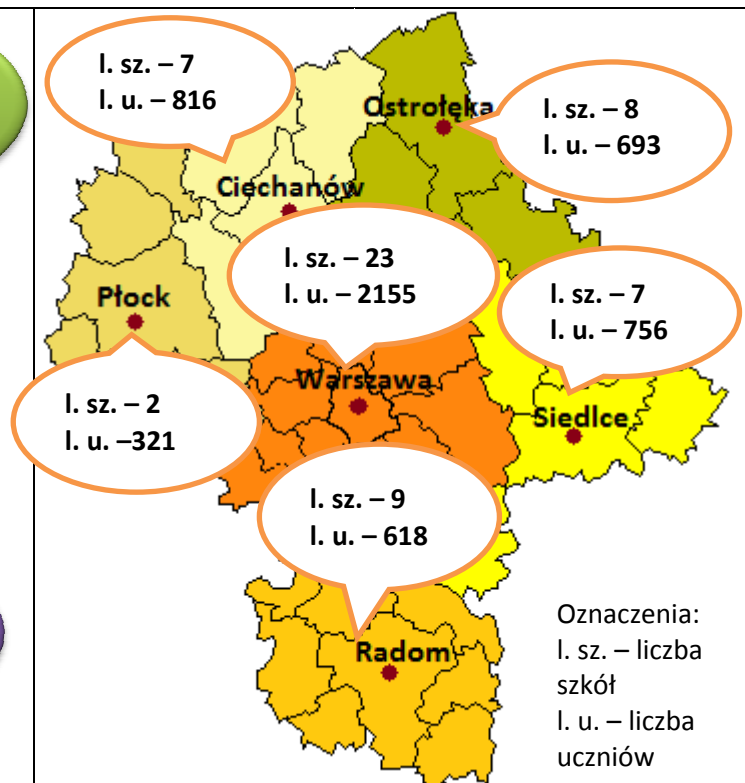 l. sz. – 7
l. u. – 816
Ostrołęka
l. sz. – 8
l. u. – 693
Ciechanów
l. sz. – 23
l. u. – 2155
Płock
l. sz. – 7
l. u. – 756
Warszawa
l. sz. – 2
l. u. –321
Siedlce
l. sz. – 9
l. u. – 618
Radom
Oznaczenia:
l. sz. – liczba
szkół
l. u. – liczba
uczniów